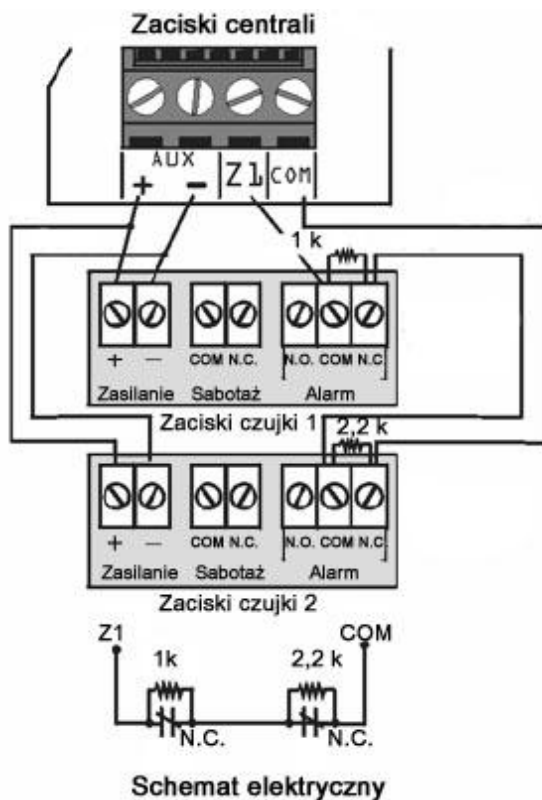 Zaciski centrali
AUX
+ − Z1 COM
1 k
+ − COM N.C. N.O. COM N.C.
Zasilanie Sabotaż Alarm
Zaciski czujki 1
2,2 k
+ − COM N.C. N.O. COM N.C.
Zasilanie Sabotaż Alarm
Zaciski czujki 2
Z1 COM
1k 2,2 k
N.C. N.C.
Schemat elektryczny